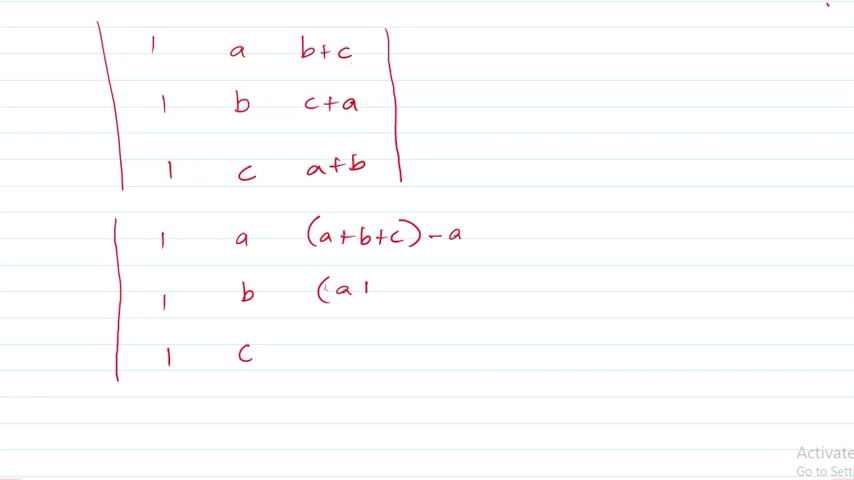 1 a b+c
1 b c+a
1 c a+b
1 a (a+b+c)-a
1 b (a
1 c
Activate
Go to Setti